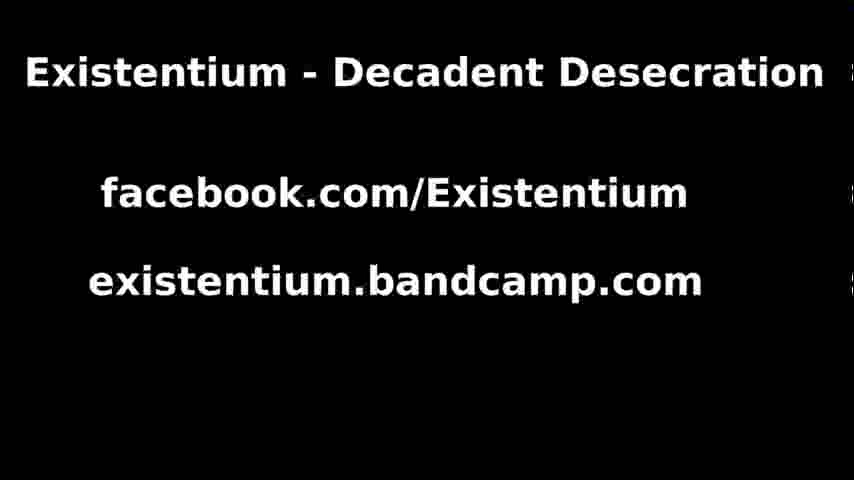 Existentium - Decadent Desecration
facebook.com/Existentium
existentium.bandcamp.com